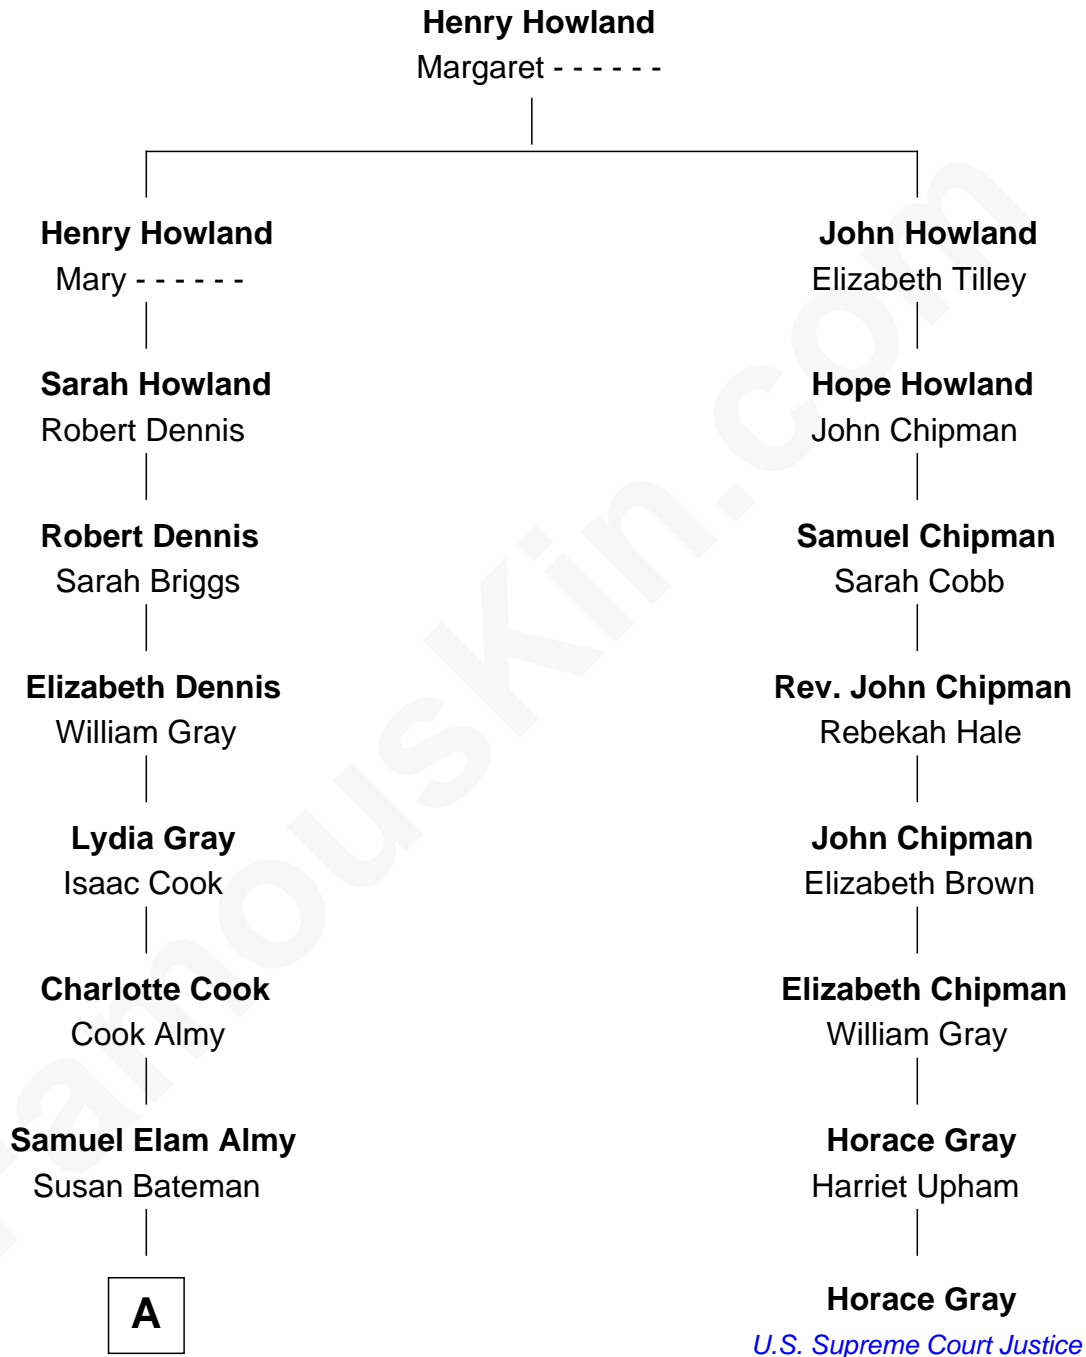 Henry Howland
Margaret - - - - - -
Henry Howland
Mary - - - - - -
John Howland
Elizabeth Tilley
Sarah Howland
Robert Dennis
Hope Howland
John Chipman
Robert Dennis
Sarah Briggs
Samuel Chipman
Sarah Cobb
Elizabeth Dennis
William Gray
Rev. John Chipman
Rebekah Hale
Lydia Gray
Isaac Cook
John Chipman
Elizabeth Brown
Charlotte Cook
Cook Almy
Elizabeth Chipman
William Gray
Samuel Elam Almy
Susan Bateman
Horace Gray
Harriet Upham
A
Horace Gray
U.S. Supreme Court Justice
FamousKin.com